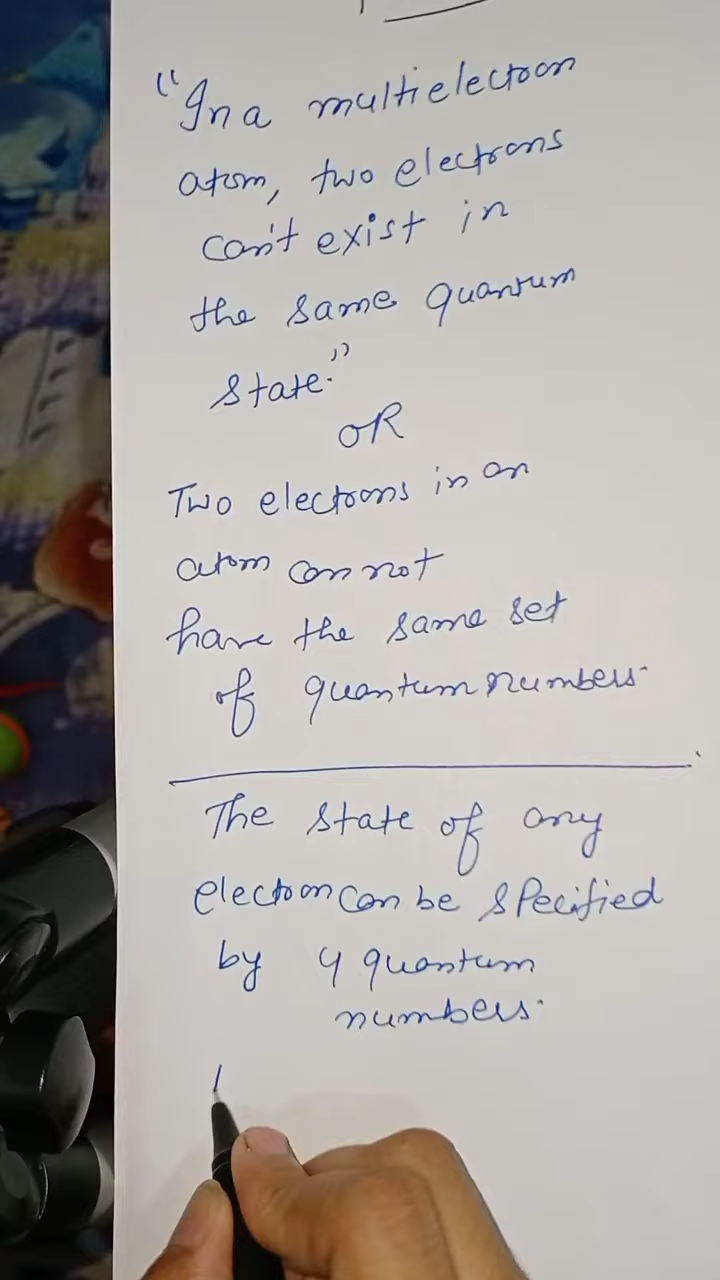 "In a multielectron
atom, two electrons
can't exist in
the same quantum
state."
OR
Two electrons in an
atom can not
have the same set
of quantum numbers.
The state of any
electron can be specified
by 4 quantum
numbers.